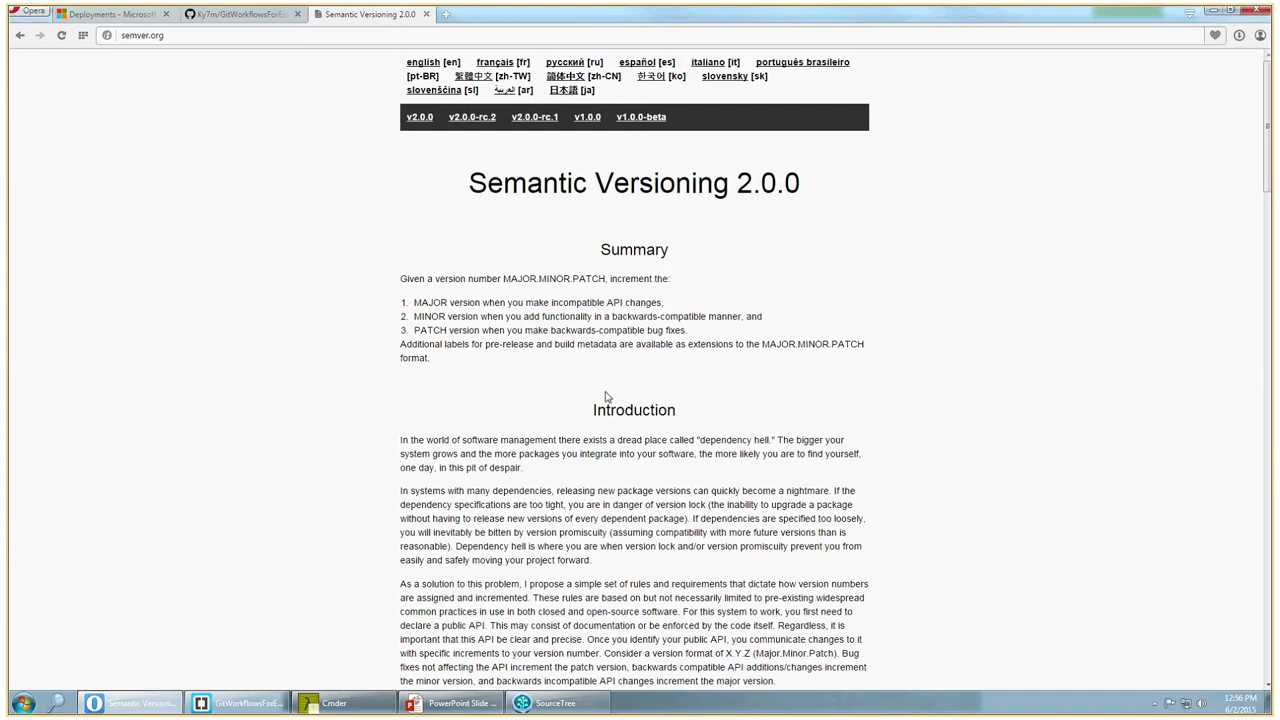 Opera
Deployments - Microsoft
Ky7m/GitWorkflowsForEn
Semantic Versioning 2.0.0
semver.org
english [en] français [fr] русский [ru] español [es] italiano [it] português brasileiro
[pt-BR] 繁體中文 [zh-TW] 简体中文 [zh-CN] 한국어 [ko] slovensky [sk]
slovenščina [sl] العربية [ar] 日本語 [ja]
v2.0.0 v2.0.0-rc.2 v2.0.0-rc.1 v1.0.0 v1.0.0-beta
Semantic Versioning 2.0.0
Summary
Given a version number MAJOR.MINOR.PATCH, increment the:
1. MAJOR version when you make incompatible API changes,
2. MINOR version when you add functionality in a backwards-compatible manner, and
3. PATCH version when you make backwards-compatible bug fixes.
Additional labels for pre-release and build metadata are available as extensions to the MAJOR.MINOR.PATCH
format.
Introduction
In the world of software management there exists a dread place called "dependency hell." The bigger your
system grows and the more packages you integrate into your software, the more likely you are to find yourself,
one day, in this pit of despair.
In systems with many dependencies, releasing new package versions can quickly become a nightmare. If the
dependency specifications are too tight, you are in danger of version lock (the inability to upgrade a package
without having to release new versions of every dependent package). If dependencies are specified too loosely,
you will inevitably be bitten by version promiscuity (assuming compatibility with more future versions than is
reasonable). Dependency hell is where you are when version lock and/or version promiscuity prevent you from
easily and safely moving your project forward.
As a solution to this problem, I propose a simple set of rules and requirements that dictate how version numbers
are assigned and incremented. These rules are based on but not necessarily limited to pre-existing widespread
common practices in use in both closed and open-source software. For this system to work, you first need to
declare a public API. This may consist of documentation or be enforced by the code itself. Regardless, it is
important that this API be clear and precise. Once you identify your public API, you communicate changes to it
with specific increments to your version number. Consider a version format of X.Y.Z (Major.Minor.Patch). Bug
fixes not affecting the API increment the patch version, backwards compatible API additions/changes increment
the minor version, and backwards incompatible API changes increment the major version.
Semantic Versioni...
GitWorkflowsForE...
Cmder
PowerPoint Slide ...
SourceTree
12:56 PM
6/2/2015